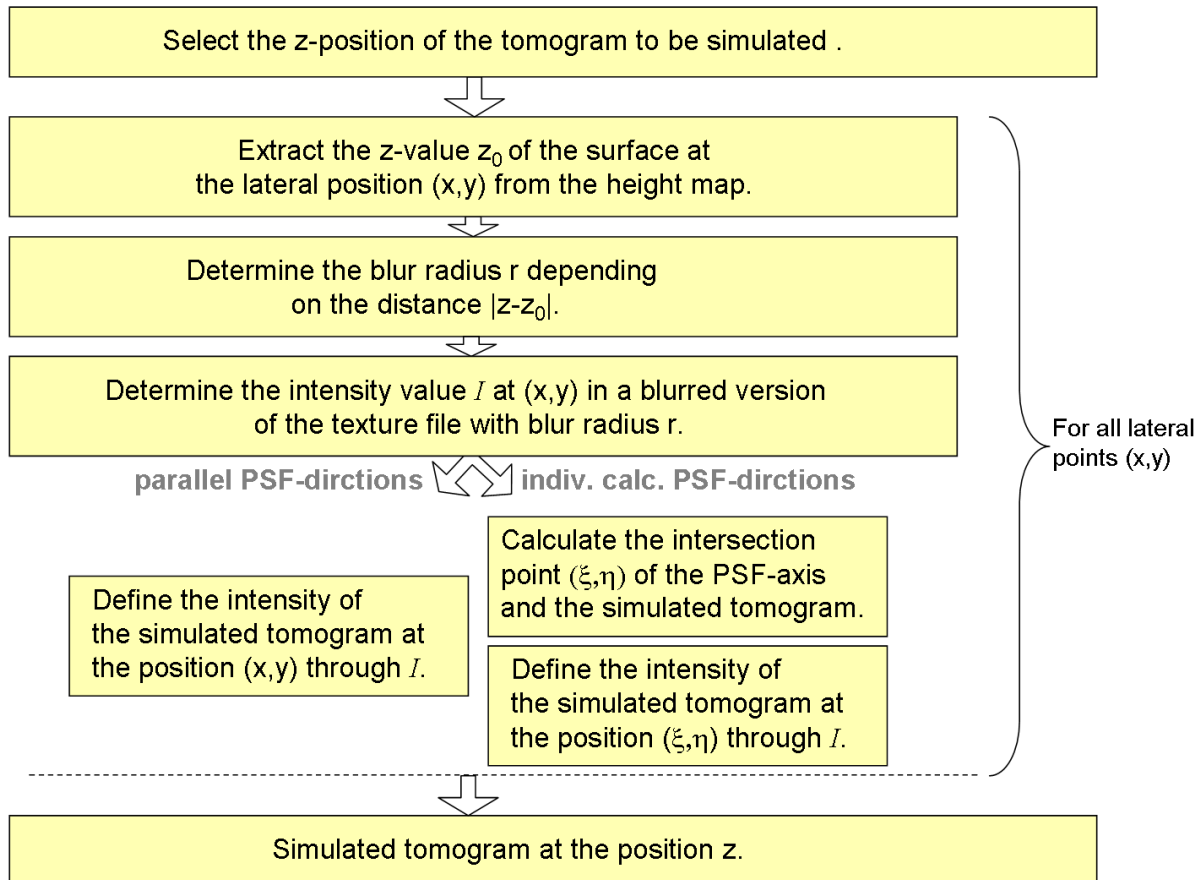 Select the z-position of the tomogram to be simulated .
Extract the z-value z₀ of the surface at
the lateral position (x,y) from the height map.
Determine the blur radius r depending
on the distance |z-z₀|.
Determine the intensity value I at (x,y) in a blurred version
of the texture file with blur radius r.
For all lateral
points (x,y)
parallel PSF-dirctions
indiv. calc. PSF-dirctions
Define the intensity of
the simulated tomogram at
the position (x,y) through I.
Calculate the intersection
point (ξ,η) of the PSF-axis
and the simulated tomogram.
Define the intensity of
the simulated tomogram at
the position (ξ,η) through I.
Simulated tomogram at the position z.